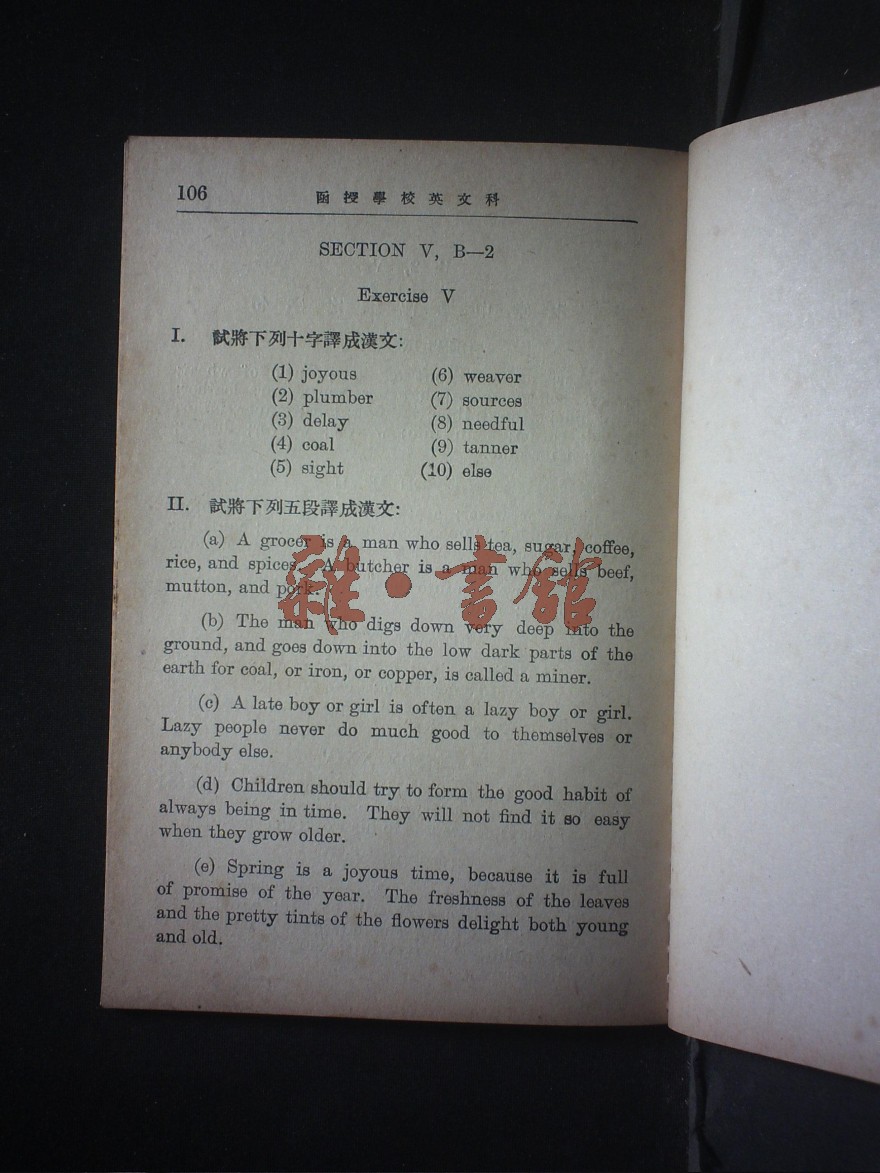 106
函授學校英文科
SECTION V, B—2
Exercise V
I. 試將下列十字譯成漢文:
(1) joyous (6) weaver
(2) plumber (7) sources
(3) delay (8) needful
(4) coal (9) tanner
(5) sight (10) else
II. 試將下列五段譯成漢文:
(a) A grocer is a man who sells tea, sugar, coffee,
rice, and spices. A butcher is a man who sells beef,
mutton, and pork.
雜·書館
(b) The man who digs down very deep into the
ground, and goes down into the low dark parts of the
earth for coal, or iron, or copper, is called a miner.
(c) A late boy or girl is often a lazy boy or girl.
Lazy people never do much good to themselves or
anybody else.
(d) Children should try to form the good habit of
always being in time. They will not find it so easy
when they grow older.
(e) Spring is a joyous time, because it is full
of promise of the year. The freshness of the leaves
and the pretty tints of the flowers delight both young
and old.